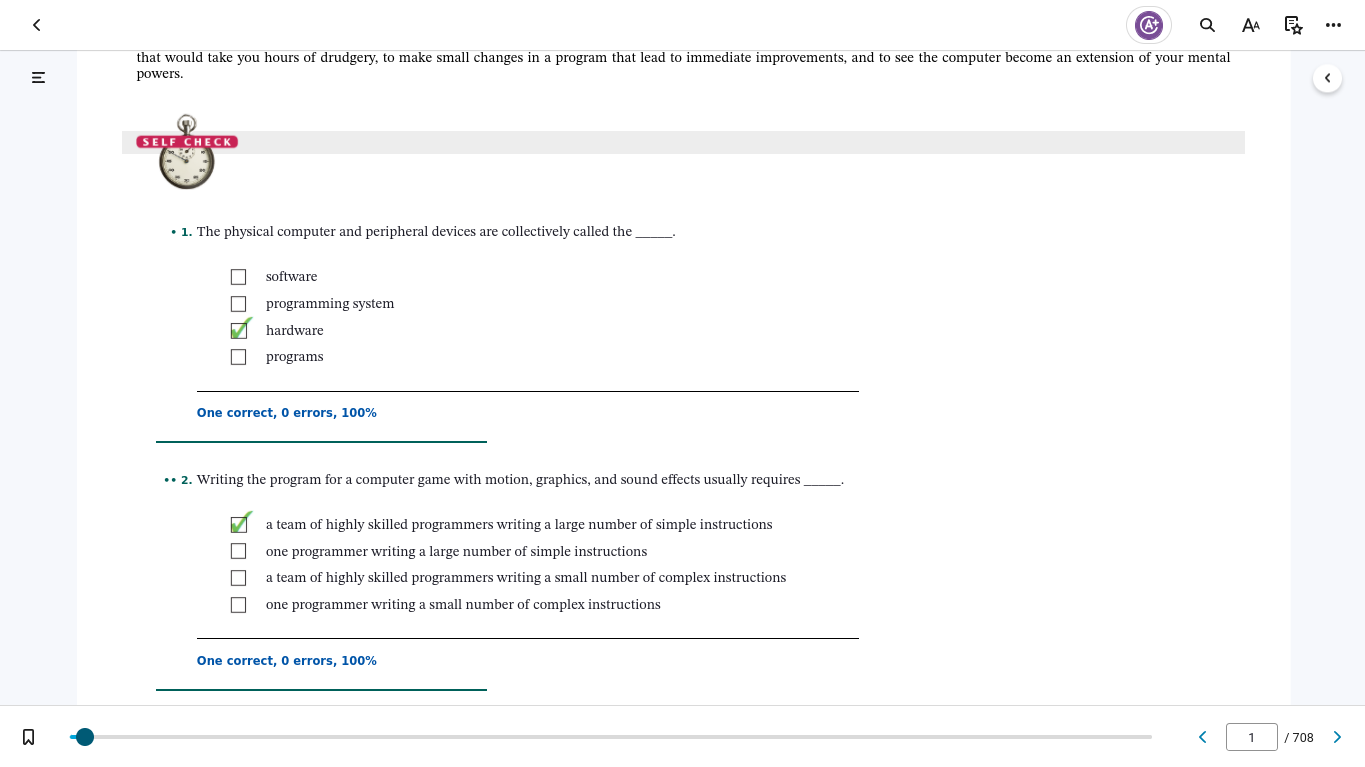 A+
AA
that would take you hours of drudgery, to make small changes in a program that lead to immediate improvements, and to see the computer become an extension of your mental
powers.
SELF CHECK
• 1. The physical computer and peripheral devices are collectively called the _____.
software
programming system
hardware
programs
One correct, 0 errors, 100%
•• 2. Writing the program for a computer game with motion, graphics, and sound effects usually requires _____.
a team of highly skilled programmers writing a large number of simple instructions
one programmer writing a large number of simple instructions
a team of highly skilled programmers writing a small number of complex instructions
one programmer writing a small number of complex instructions
One correct, 0 errors, 100%
1 / 708